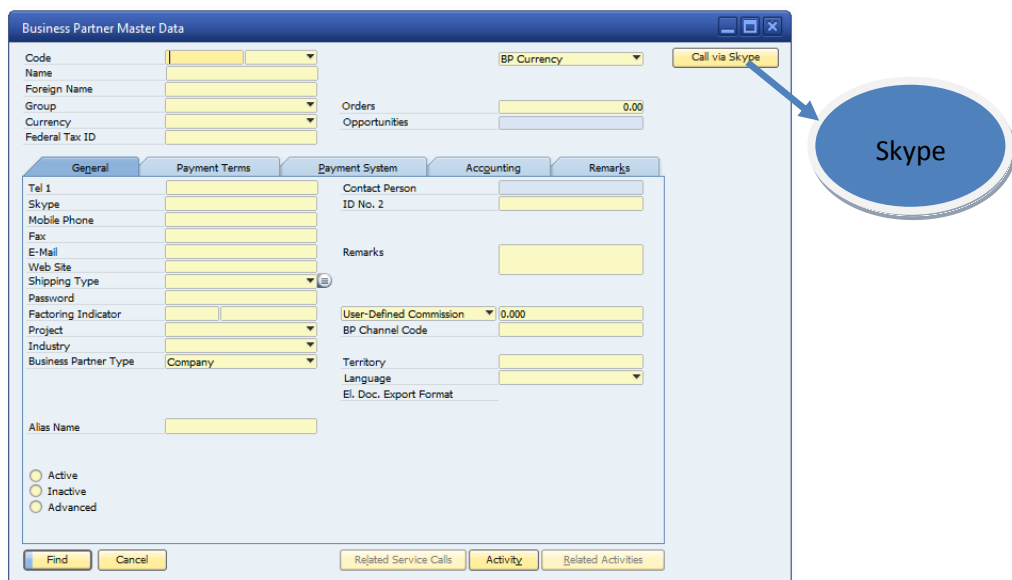 Business Partner Master Data
Code BP Currency Call via Skype
Name
Foreign Name
Group Orders 0.00
Currency Opportunities
Federal Tax ID
Skype
General Payment Terms Payment System Accounting Remarks
Tel 1 Contact Person
Skype ID No. 2
Mobile Phone
Fax
E-Mail Remarks
Web Site
Shipping Type
Password
Factoring Indicator User-Defined Commission 0.000
Project BP Channel Code
Industry
Business Partner Type Company Territory
Language
El. Doc. Export Format
Alias Name
Active
Inactive
Advanced
Find Cancel Related Service Calls Activity Related Activities